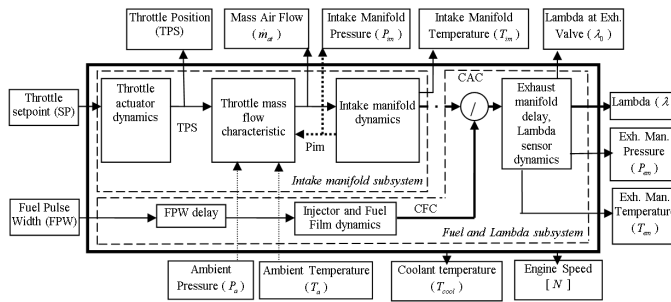 Throttle Position
(TPS)
Mass Air Flow
(ṁat)
Intake Manifold
Pressure (Pim)
Intake Manifold
Temperature (Tim)
Lambda at Exh.
Valve (λ0)
Throttle
setpoint (SP)
Throttle
actuator
dynamics
TPS
Throttle mass
flow
characteristic
Pim
Intake manifold
dynamics
CAC
/
Exhaust
manifold
delay,
Lambda
sensor
dynamics
Lambda (λ
Exh. Man.
Pressure
(Pem)
Exh. Man.
Temperature
(Tem)
Intake manifold subsystem
Fuel Pulse
Width (FPW)
FPW delay
Injector and Fuel
Film dynamics
CFC
Fuel and Lambda subsystem
Ambient
Pressure (Pa)
Ambient Temperature
(Ta)
Coolant temperature
(Tcool)
Engine Speed
[N]